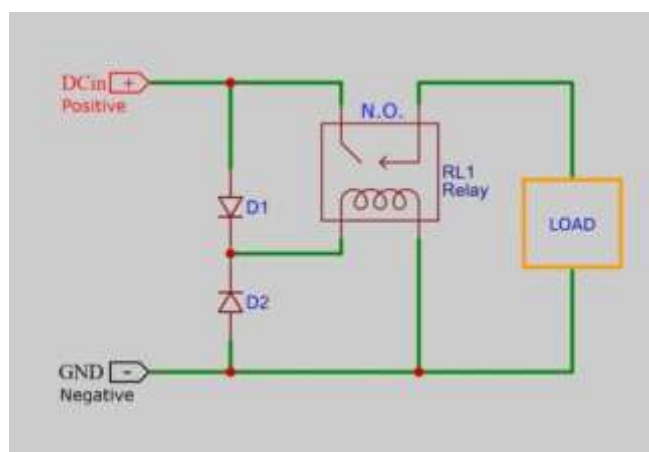 DCin +
Positive
N.O.
RL1
Relay
D1
LOAD
D2
GND -
Negative